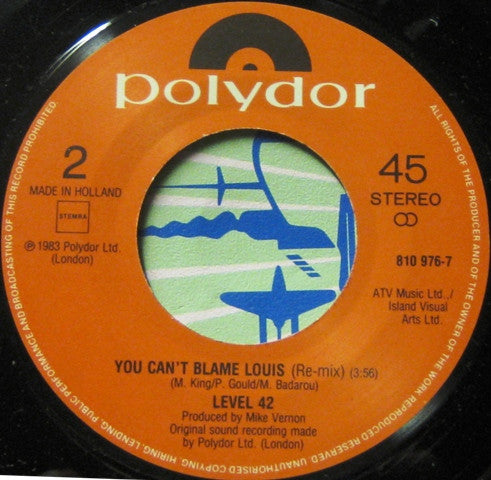 polydor
2
MADE IN HOLLAND
STEMRA
℗ 1983 Polydor Ltd.
(London)
45
STEREO
810 976-7
ATV Music Ltd.,/
Island Visual
Arts Ltd.
YOU CAN'T BLAME LOUIS (Re-mix) (3:56)
(M. King/P. Gould/M. Badarou)
LEVEL 42
Produced by Mike Vernon
Original sound recording made
by Polydor Ltd. (London)
ALL RIGHTS OF THE PRODUCER AND OF THE OWNER OF THE WORK REPRODUCED RESERVED. UNAUTHORISED COPYING, HIRING, LENDING, PUBLIC PERFORMANCE AND BROADCASTING OF THIS RECORD PROHIBITED